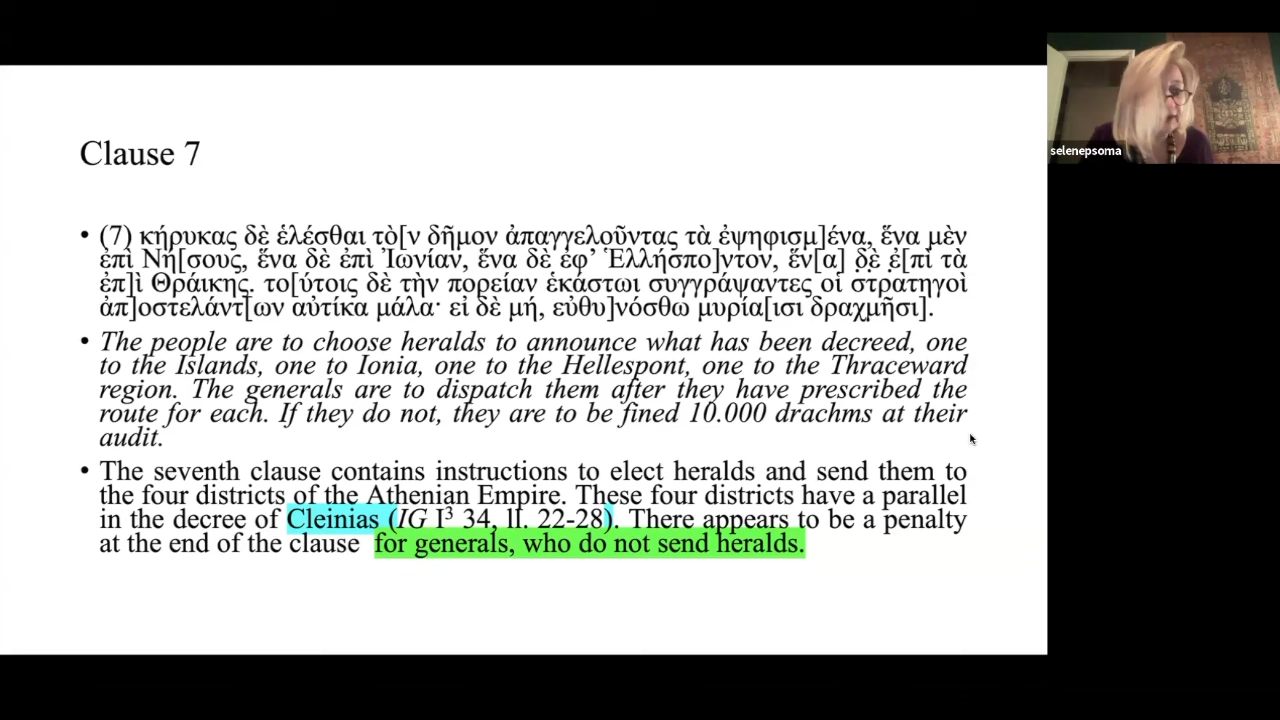 Clause 7
• (7) κήρυκας δὲ ἑλέσθαι τὸ[ν δῆμον ἀπαγγελοῦντας τὰ ἐψηφισμ]ένα, ἕνα μὲν
ἐπὶ Νή[σους, ἕνα δὲ ἐπὶ Ἰωνίαν, ἕνα δὲ ἐφ’ Ἑλλήσπο]ντον, ἕν[α] δ̣ὲ̣ ἐ̣[πὶ τὰ
ἐπ]ὶ Θράικης. το[ύτοις δὲ τὴν πορείαν ἑκάστωι συγγράψαντες οἱ στρατηγοὶ
ἀπ]οστελάντ[ων αὐτίκα μάλα· εἰ δὲ μή, εὐθυ]νόσθω μυρία[ισι δραχμῆσι].
• The people are to choose heralds to announce what has been decreed, one
to the Islands, one to Ionia, one to the Hellespont, one to the Thraceward
region. The generals are to dispatch them after they have prescribed the
route for each. If they do not, they are to be fined 10.000 drachms at their
audit.
• The seventh clause contains instructions to elect heralds and send them to
the four districts of the Athenian Empire. These four districts have a parallel
in the decree of Cleinias (IG I³ 34, ll. 22-28). There appears to be a penalty
at the end of the clause for generals, who do not send heralds.
selenepsoma